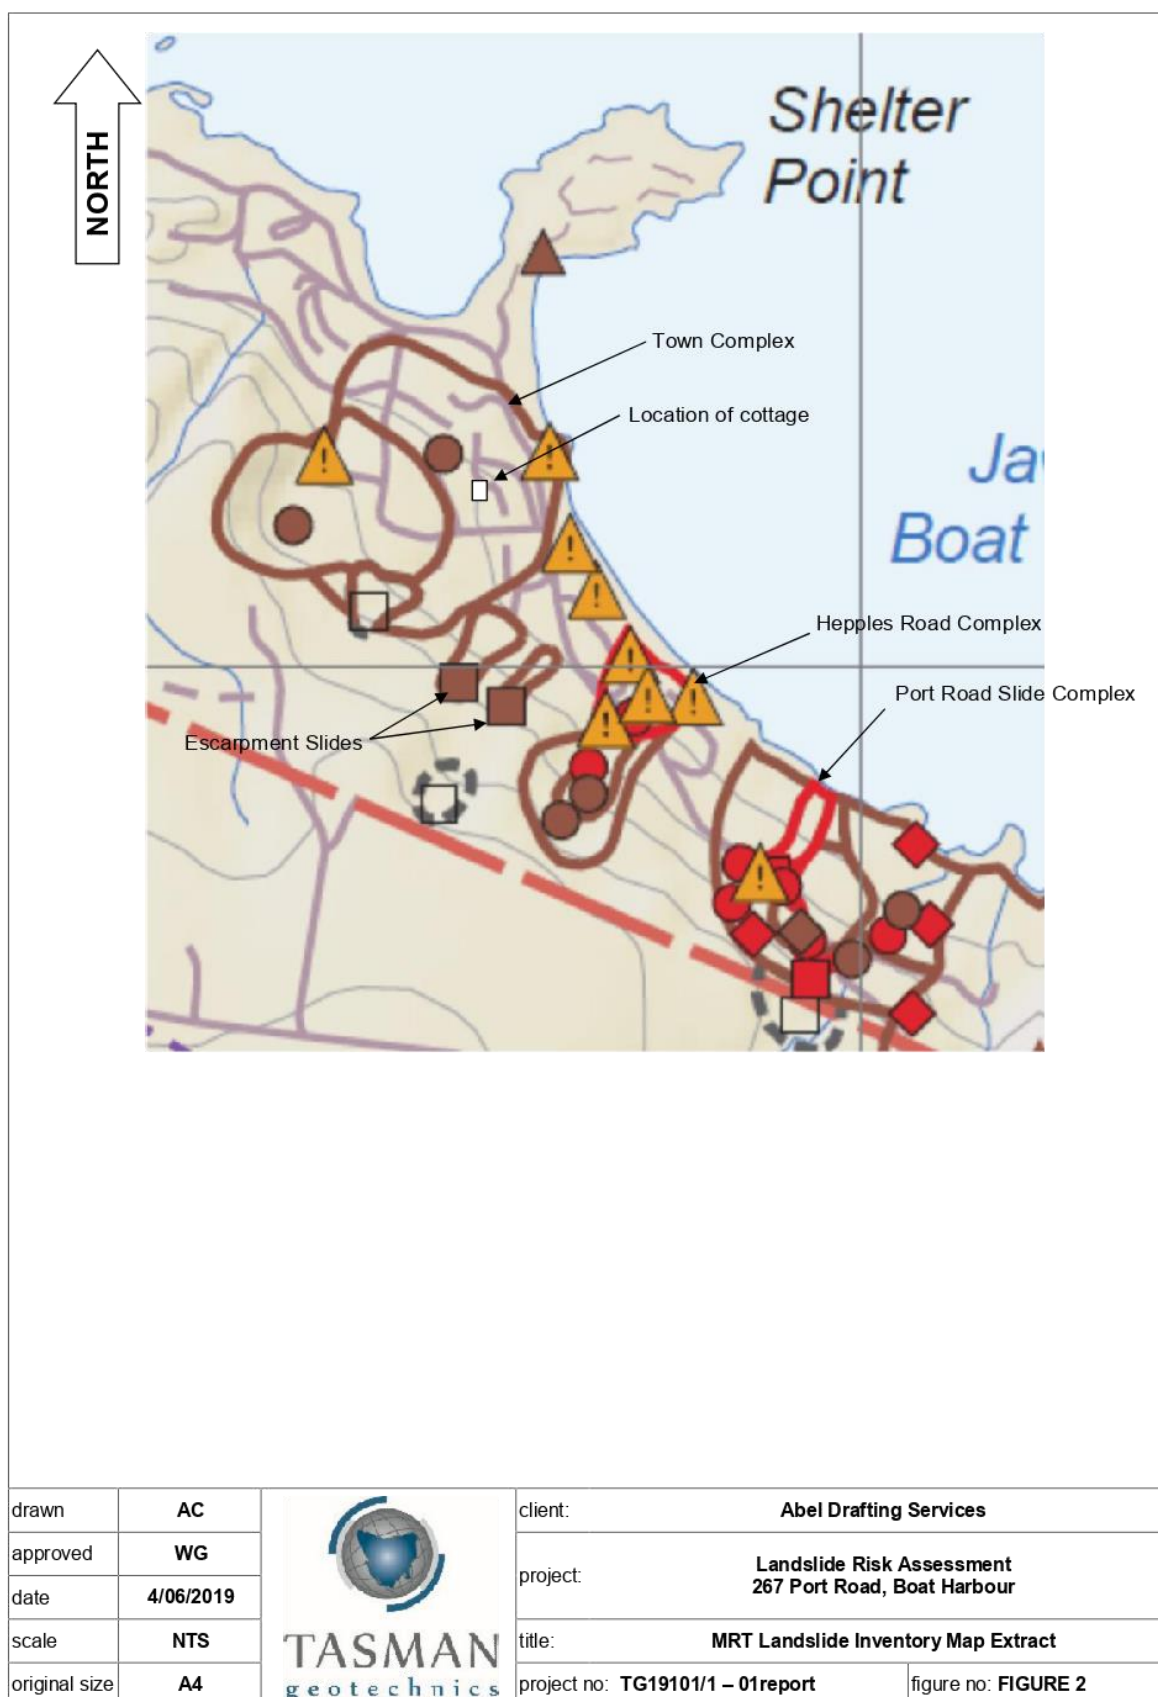 NORTH
Shelter
Point
Town Complex
Location of cottage
Ja
Boat
Hepples Road Complex
Port Road Slide Complex
Escarpment Slides
drawn AC
approved WG
date 4/06/2019
scale NTS
original size A4
TASMAN
geotechnics
client: Abel Drafting Services
project: Landslide Risk Assessment
267 Port Road, Boat Harbour
title: MRT Landslide Inventory Map Extract
project no: TG19101/1 – 01report figure no: FIGURE 2